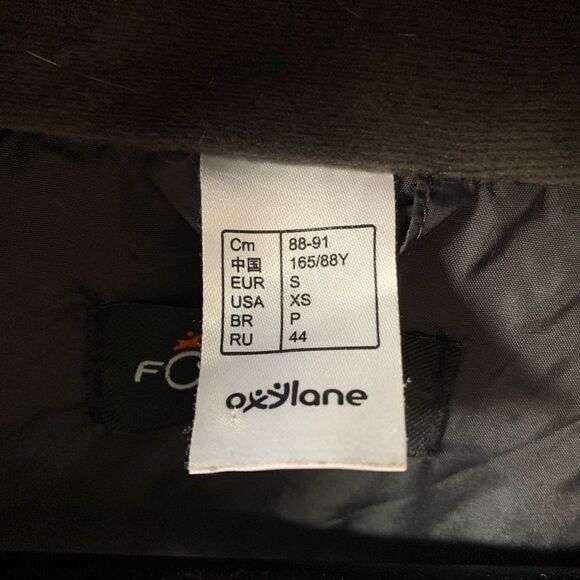 Cm 88-91
中国 165/88Y
EUR S
USA XS
BR P
RU 44
oxylane